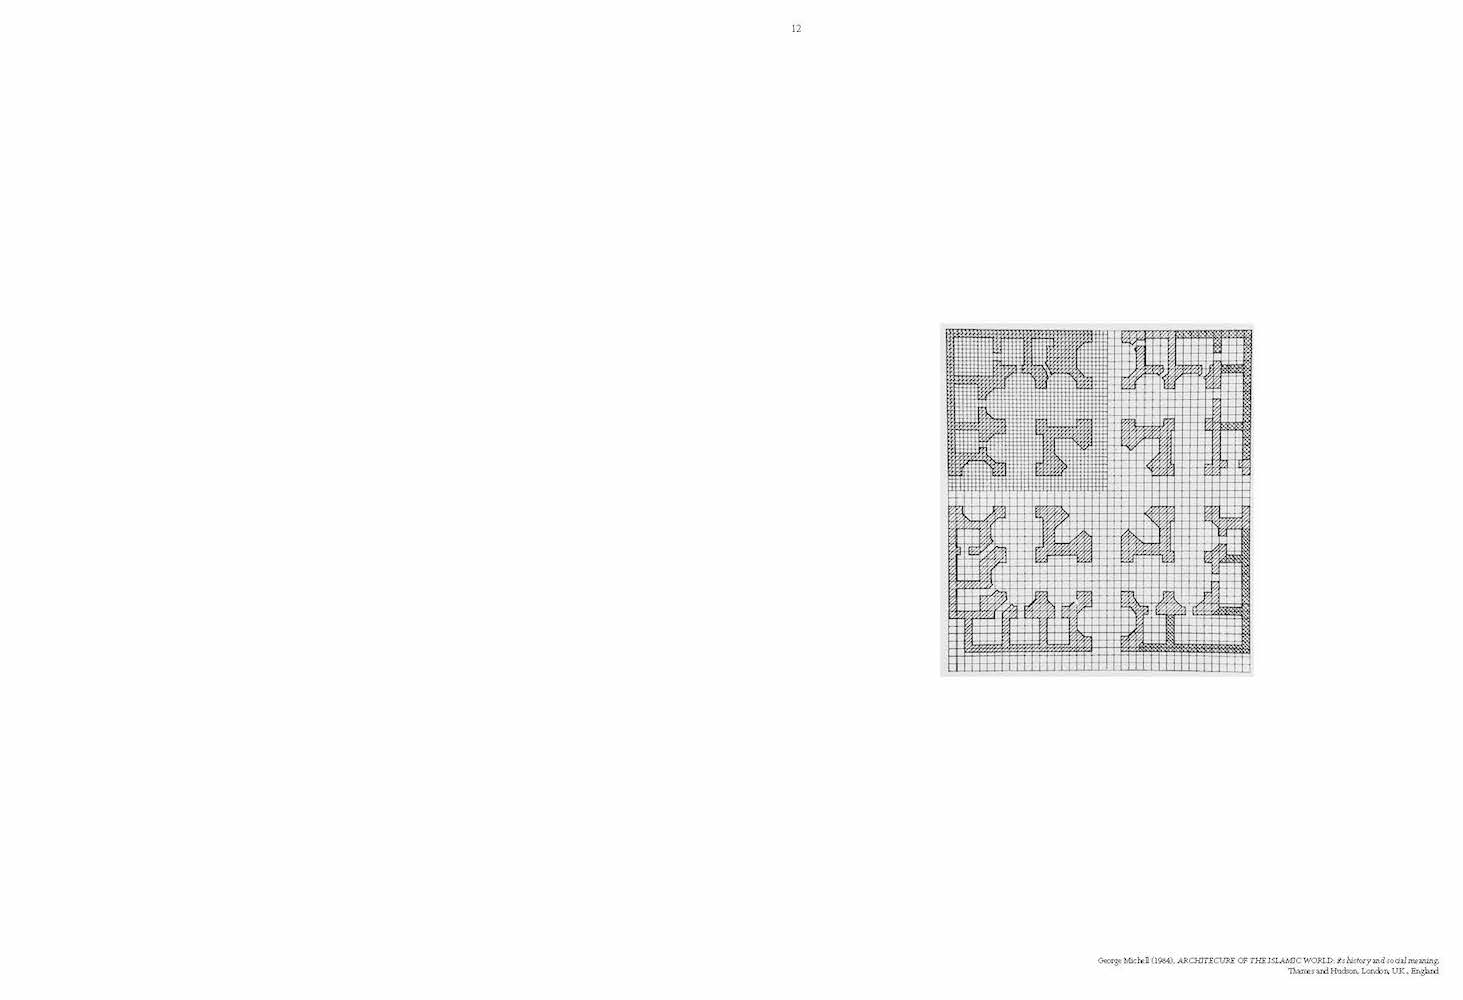 12
George Michell (1984), ARCHITECURE OF THE ISLAMIC WORLD: its history and social meaning.
Thames and Hudson, London, U.K., England